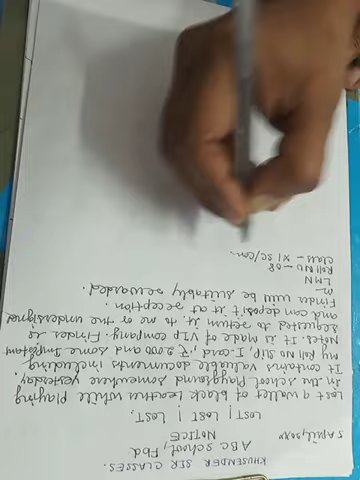 KHUSENDER SER CLASSES.
ABC School, Fbd
NOTICE
5 April,
LOST! LOST! LOST.
Lost a wallet of black leather while playing
in the school playground somewhere yesterday.
It contains valuable documents including
my Roll No slip, I. card, 2,000 and some Important
Notes. It is made of VIP company. Finder is
requested to return it to me or the undersigned
and can deposit it at reception.
Finder will be suitably rewarded.
LMN
Roll NO - 08
Class - XI SC/Com.